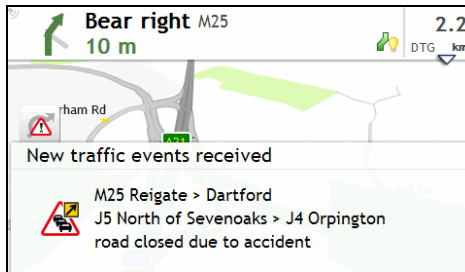 Bear right M25
10 m
2.2
DTG km
rham Rd
A21
New traffic events received
M25 Reigate > Dartford
J5 North of Sevenoaks > J4 Orpington
road closed due to accident